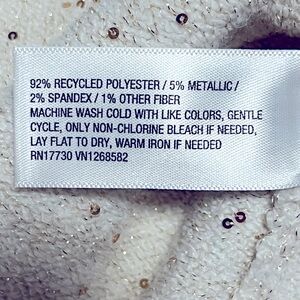 92% RECYCLED POLYESTER / 5% METALLIC /
2% SPANDEX / 1% OTHER FIBER
MACHINE WASH COLD WITH LIKE COLORS, GENTLE
CYCLE, ONLY NON-CHLORINE BLEACH IF NEEDED,
LAY FLAT TO DRY, WARM IRON IF NEEDED
RN17730 VN1268582